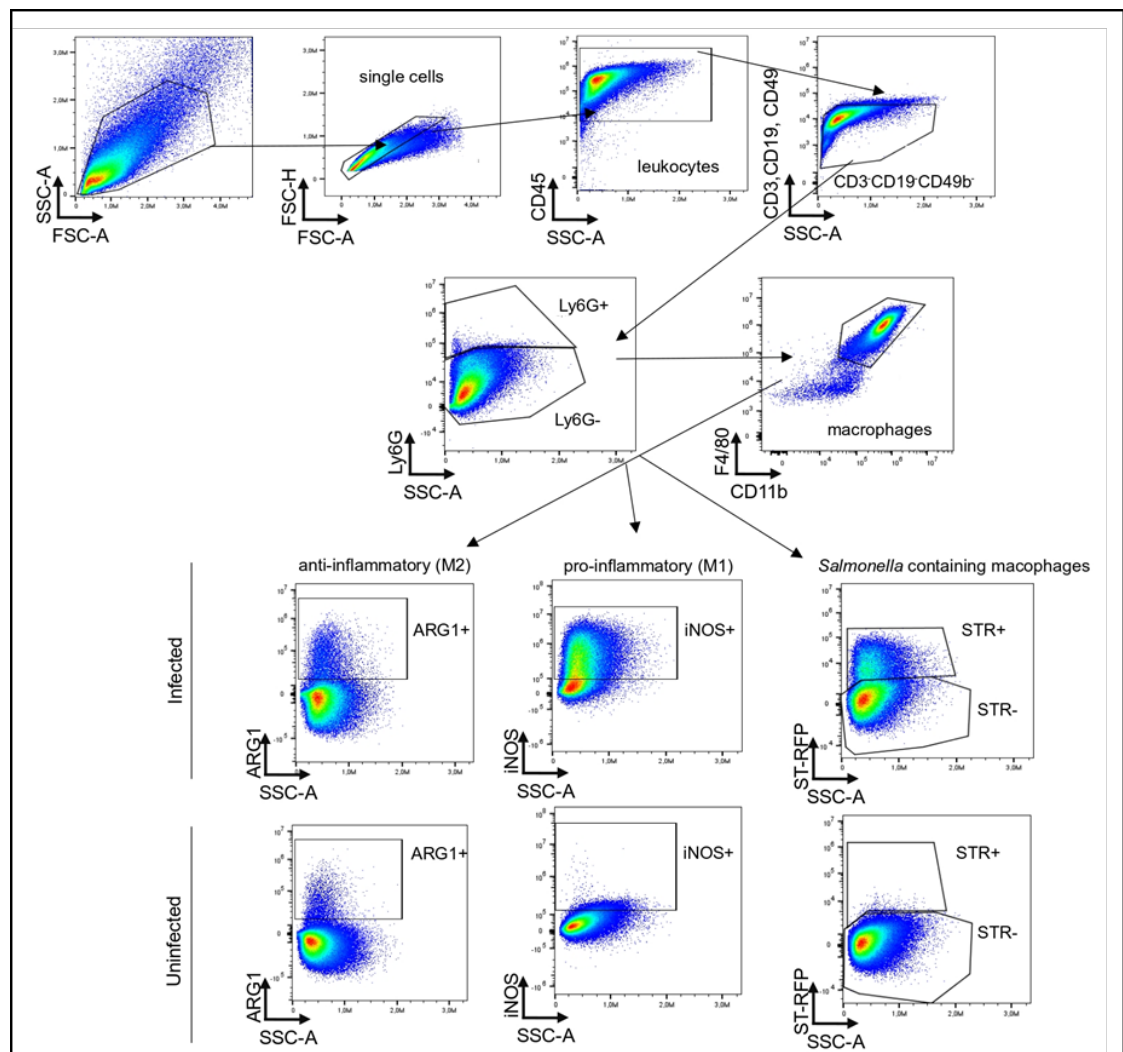 single cells
leukocytes
CD3⁻CD19⁻CD49b⁻
SSC-A
FSC-A
FSC-H
FSC-A
CD45
SSC-A
CD3,CD19, CD49
SSC-A
Ly6G+
Ly6G-
macrophages
Ly6G
SSC-A
F4/80
CD11b
anti-inflammatory (M2)
pro-inflammatory (M1)
Salmonella containing macophages
Infected
ARG1+
iNOS+
STR+
STR-
ARG1
SSC-A
iNOS
SSC-A
ST-RFP
SSC-A
Uninfected
ARG1+
iNOS+
STR+
STR-
ARG1
SSC-A
iNOS
SSC-A
ST-RFP
SSC-A